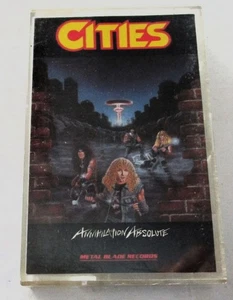 CITIES
ANNIHILATION ABSOLUTE
METAL BLADE RECORDS